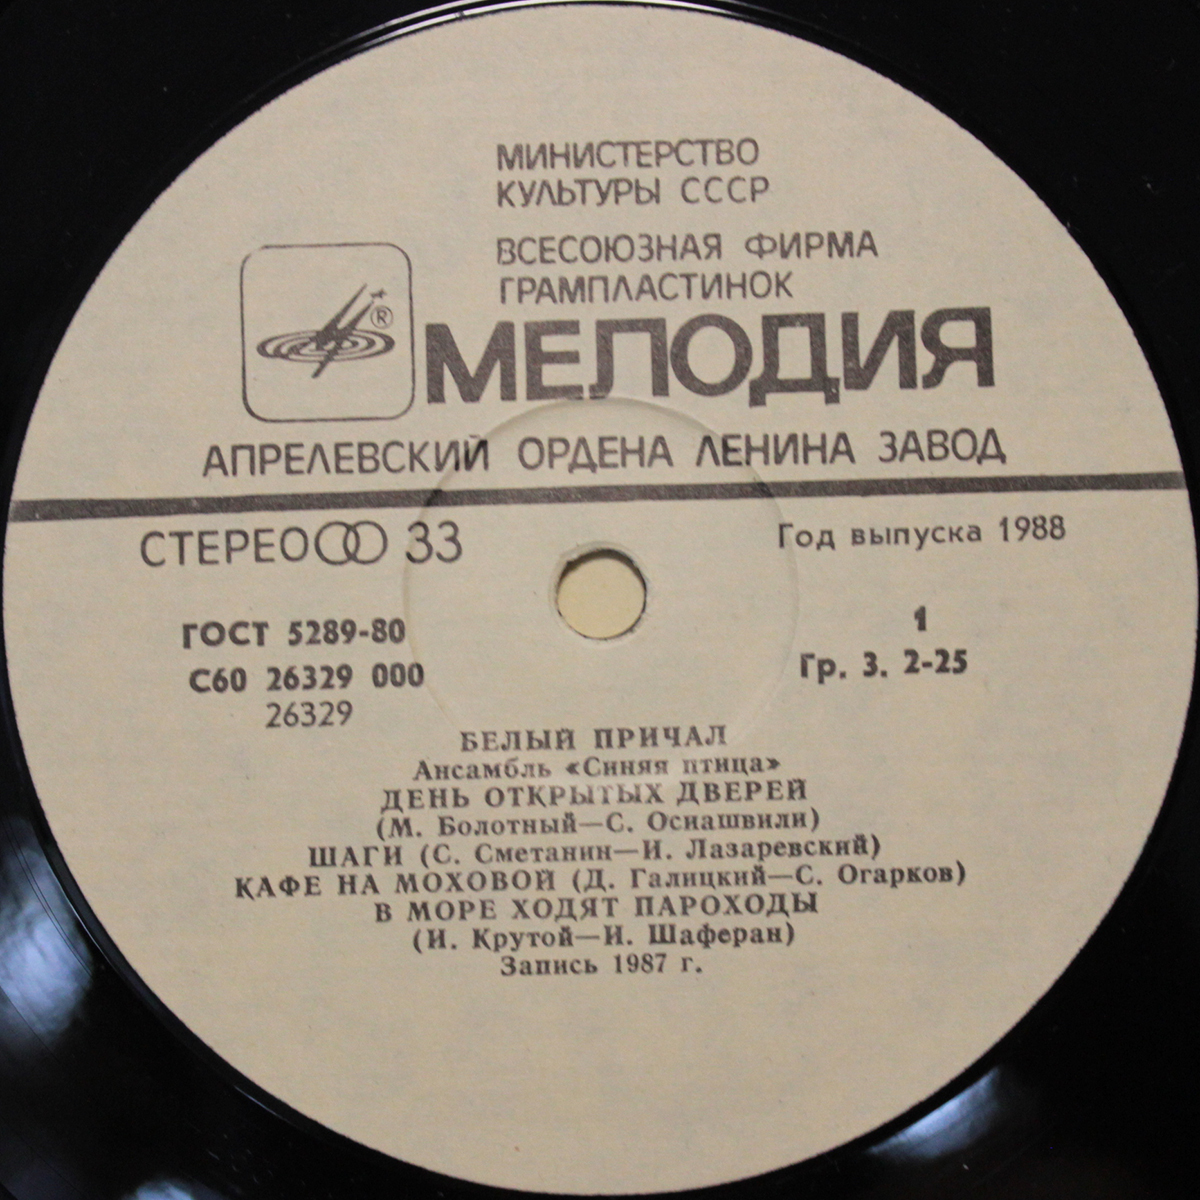 МИНИСТЕРСТВО
КУЛЬТУРЫ СССР
ВСЕСОЮЗНАЯ ФИРМА
ГРАМПЛАСТИНОК
®
МЕЛОДИЯ
АПРЕЛЕВСКИЙ ОРДЕНА ЛЕНИНА ЗАВОД
СТЕРЕО 33
Год выпуска 1988
ГОСТ 5289-80
1
С60 26329 000
Гр. 3. 2-25
26329
БЕЛЫЙ ПРИЧАЛ
Ансамбль «Синяя птица»
ДЕНЬ ОТКРЫТЫХ ДВЕРЕЙ
(М. Болотный—С. Осиашвили)
ШАГИ (С. Сметанин—И. Лазаревский)
КАФЕ НА МОХОВОЙ (Д. Галицкий—С. Огарков)
В МОРЕ ХОДЯТ ПАРОХОДЫ
(И. Крутой—И. Шаферан)
Запись 1987 г.